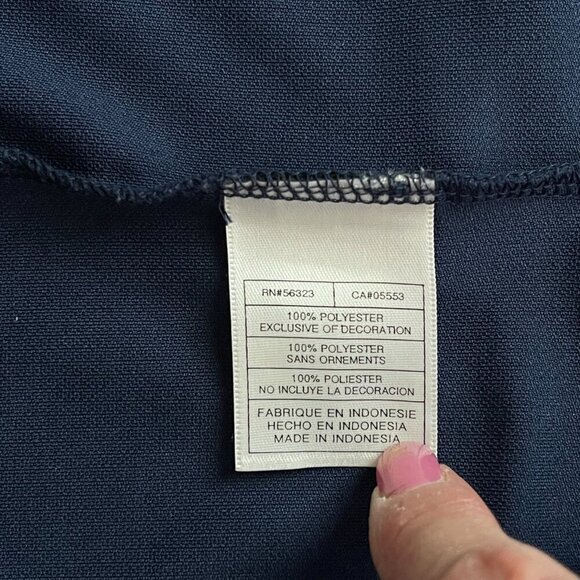 RN#56323 CA#05553
100% POLYESTER
EXCLUSIVE OF DECORATION
100% POLYESTER
SANS ORNEMENTS
100% POLIESTER
NO INCLUYE LA DECORACION
FABRIQUE EN INDONESIE
HECHO EN INDONESIA
MADE IN INDONESIA